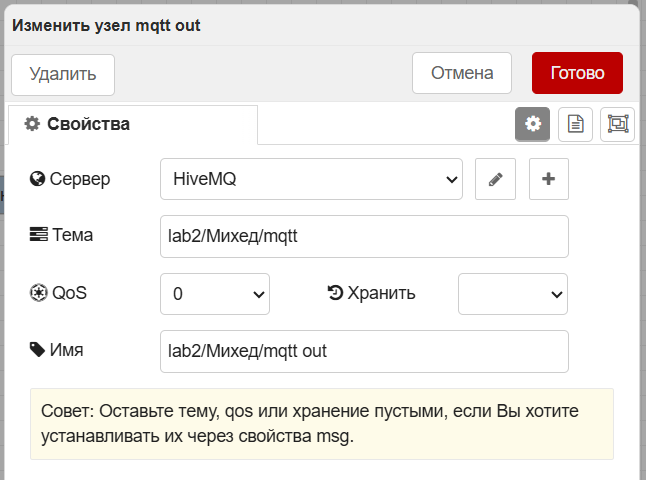 Изменить узел mqtt out
Удалить
Отмена
Готово
Свойства
Сервер
HiveMQ
Тема
lab2/Михед/mqtt
QoS
0
Хранить
Имя
lab2/Михед/mqtt out
Совет: Оставьте тему, qos или хранение пустыми, если Вы хотите
устанавливать их через свойства msg.